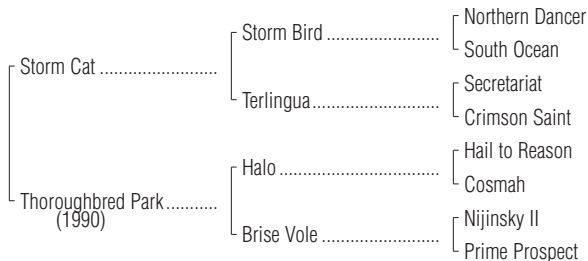 Northern Dancer
Storm Bird ........................
South Ocean
Storm Cat .........................
Secretariat
Terlingua...........................
Crimson Saint
Hail to Reason
Halo ..................................
Cosmah
Thoroughbred Park...........
(1990)
Nijinsky II
Brise Vole .........................
Prime Prospect